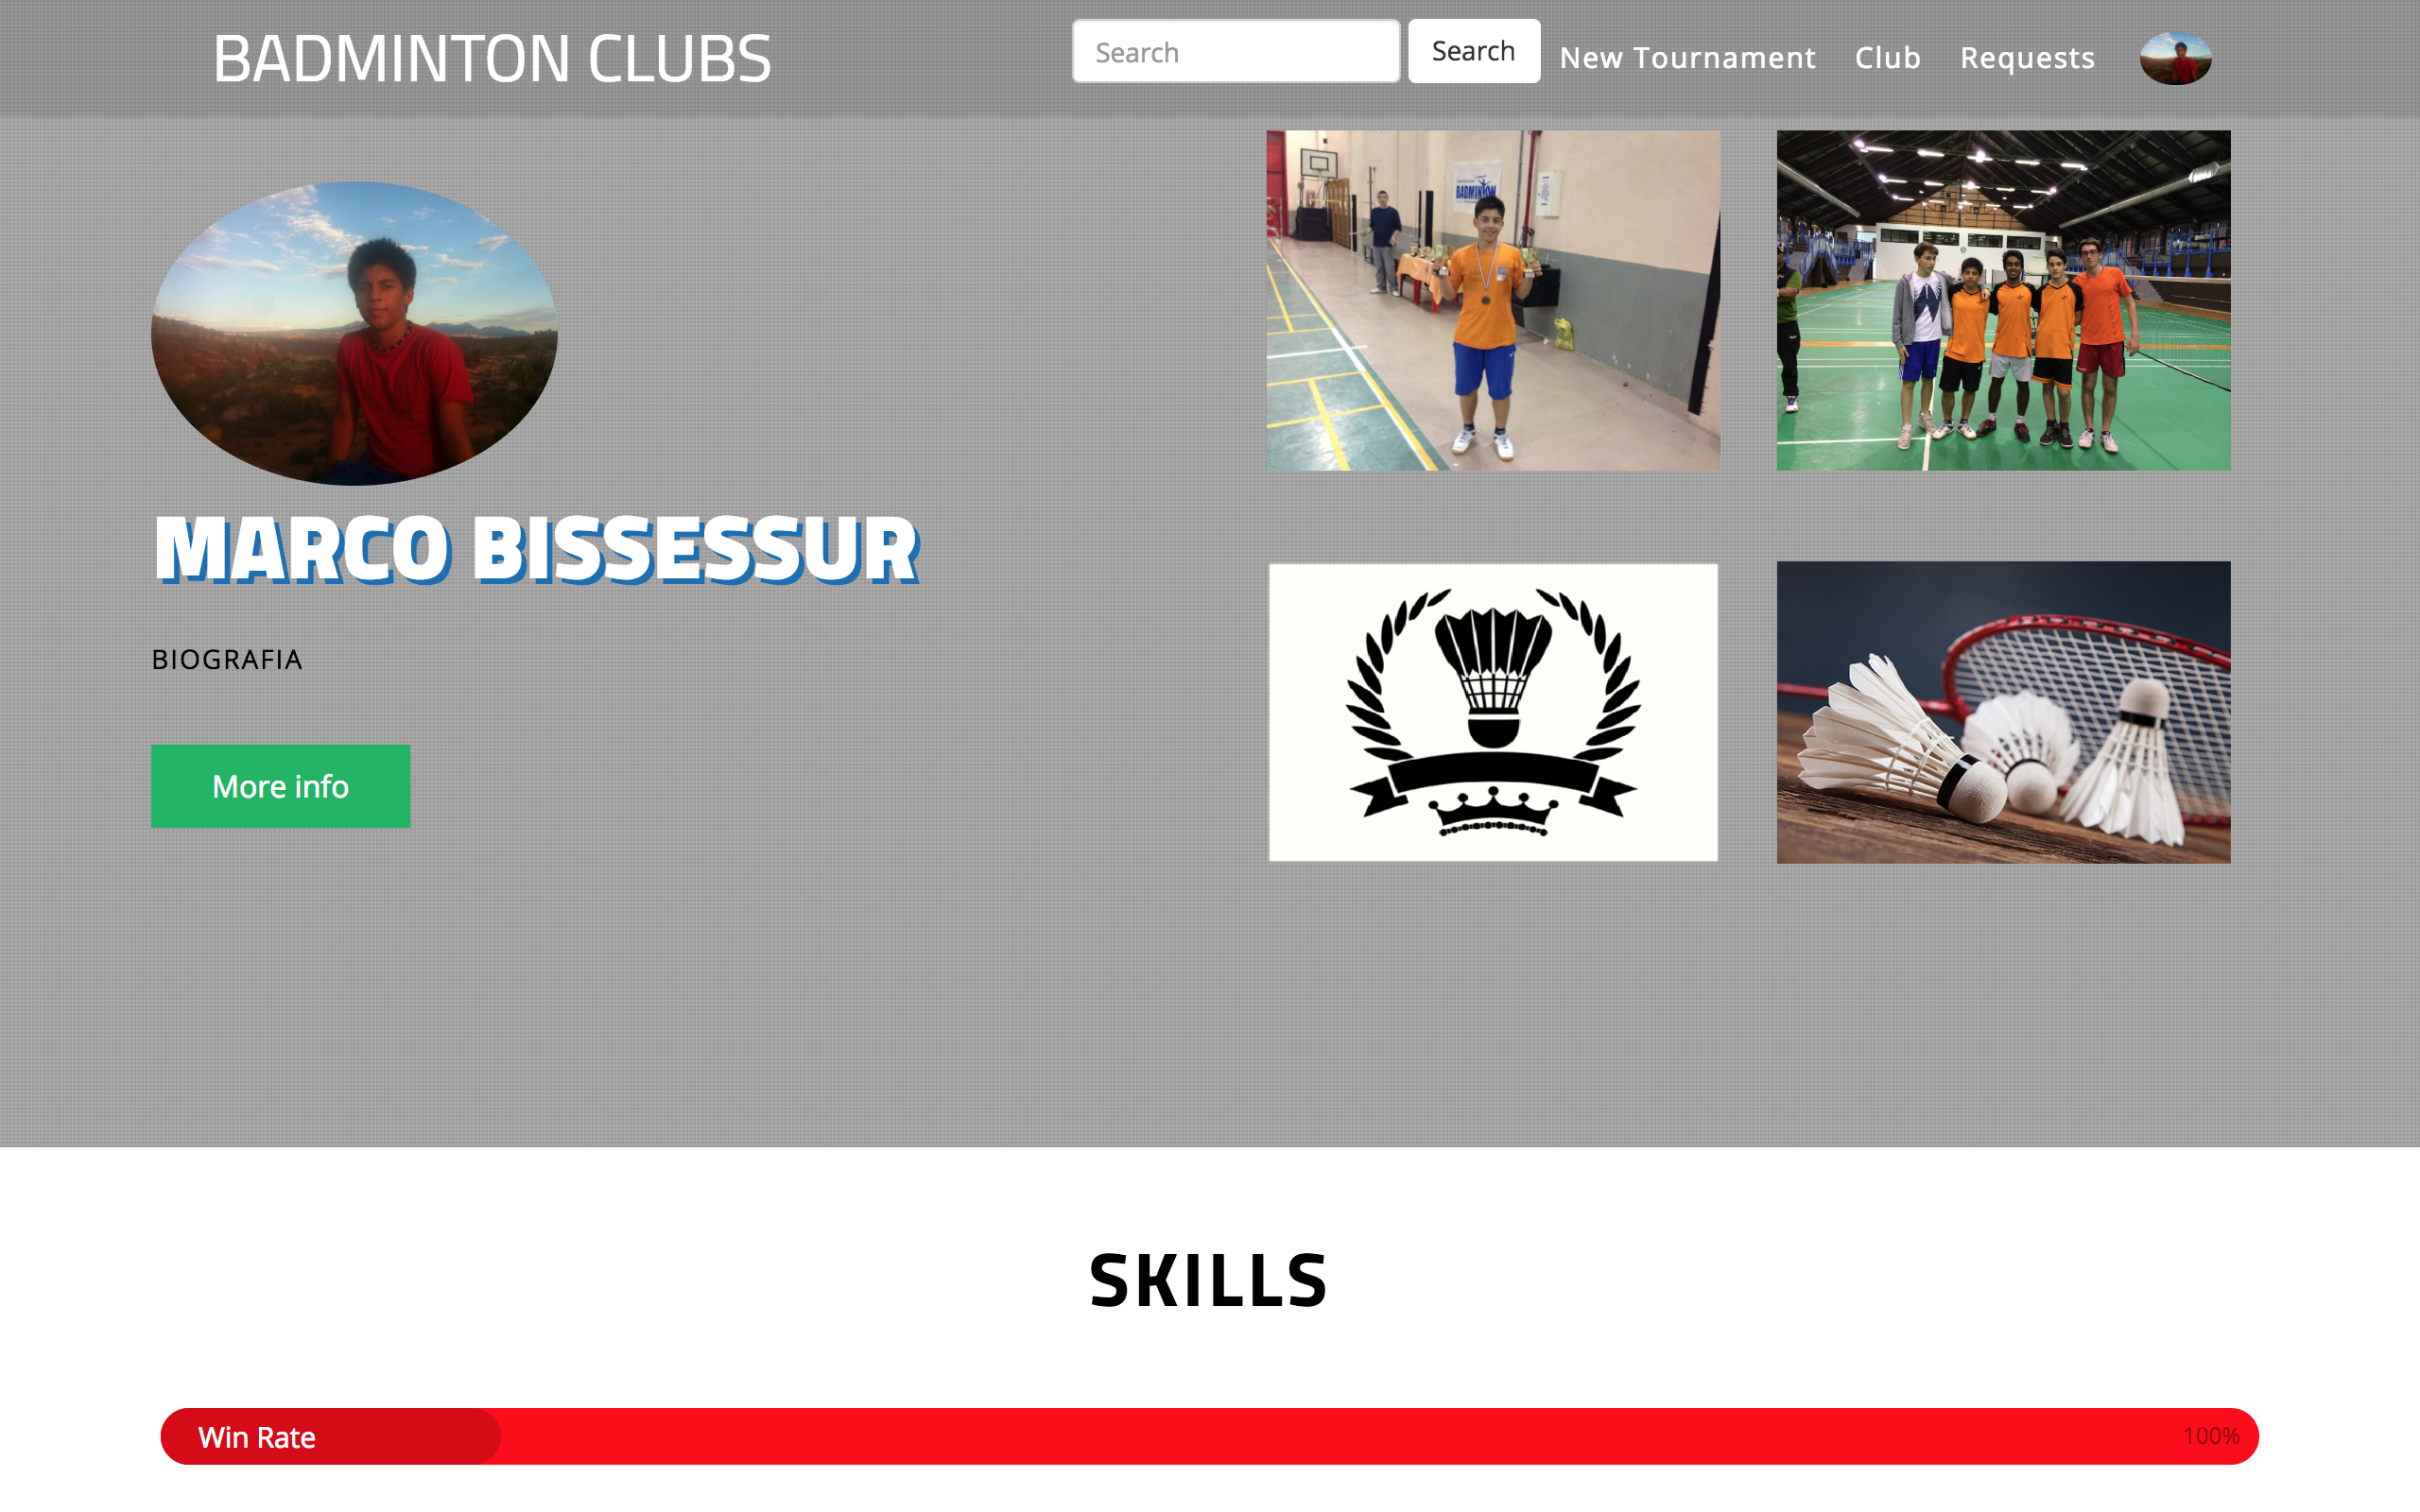 BADMINTON CLUBS
Search
Search
New Tournament
Club
Requests
BADMINTON
MARCO BISSESSUR
BIOGRAFIA
More info
SKILLS
Win Rate
100%